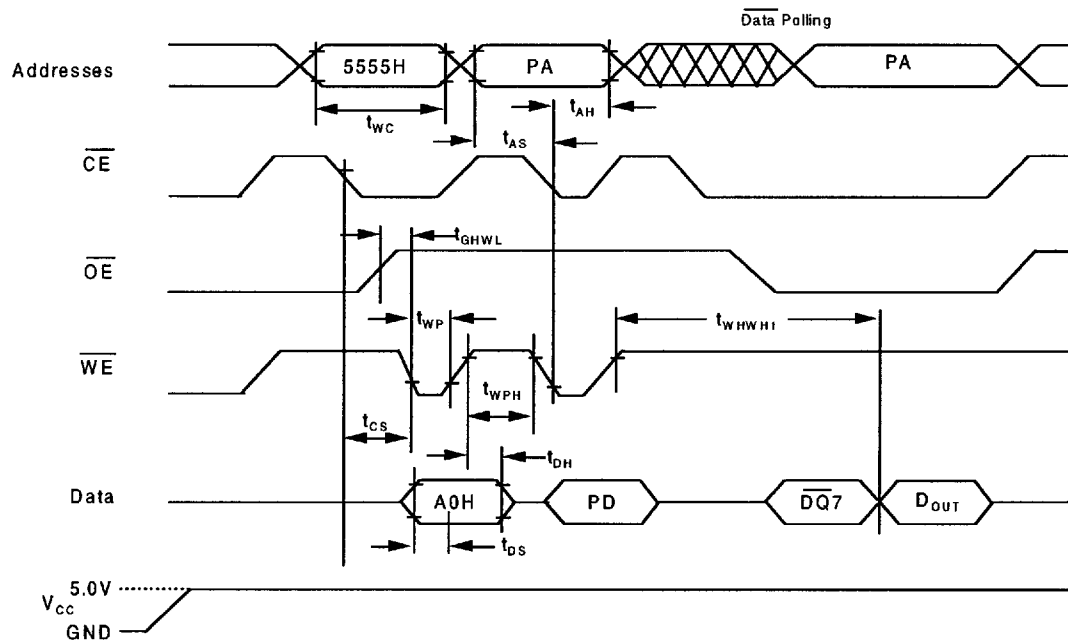 Data Polling
Addresses 5555H PA PA
tWC
tAH
tAS
CE
tGHWL
OE
tWP
tWHWH1
WE
tWPH
tCS
tDH
Data A0H PD DQ7 DOUT
tDS
5.0V
VCC
GND